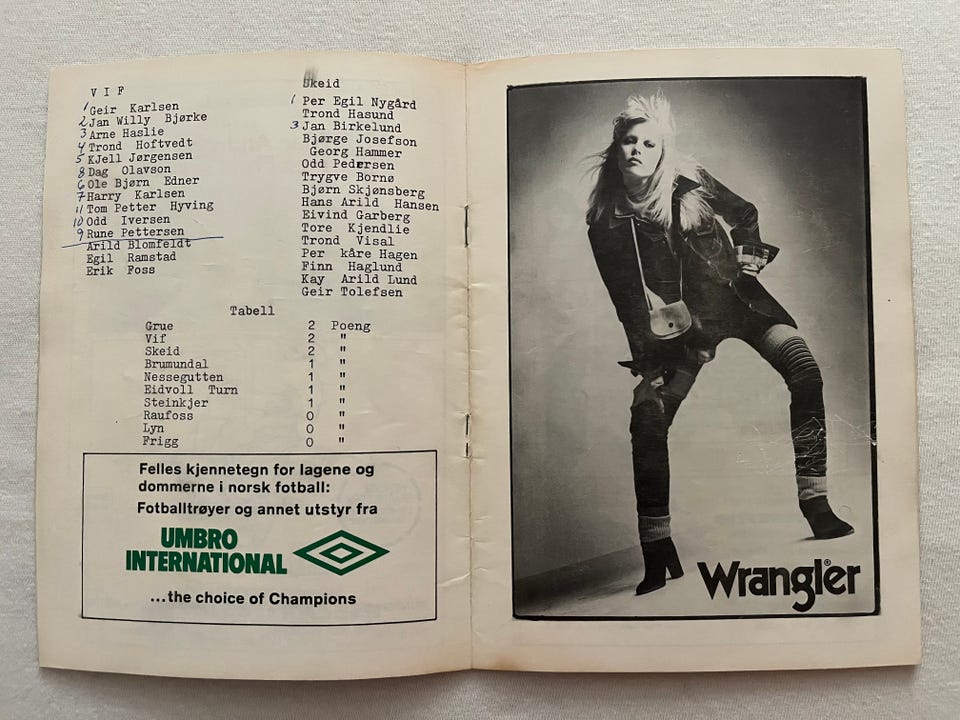 V I F
1 Geir Karlsen
2 Jan Willy Bjørke
3 Arne Haslie
4 Trond Hoftvedt
5 KJell Jørgensen
8 Dag Olavson
6 Ole Bjørn Edner
7 Harry Karlsen
11 Tom Petter Hyving
10 Odd Iversen
9 Rune Pettersen
Arild Blomfeldt
Egil Ramstad
Erik Foss
Skeid
1 Per Egil Nygård
Trond Hasund
3 Jan Birkelund
Bjørge Josefson
Georg Hammer
Odd Pedersen
Trygve Bornø
Bjørn Skjønsberg
Hans Arild Hansen
Eivind Garberg
Tore Kjendlie
Trond Visal
Per kåre Hagen
Finn Haglund
Kay Arild Lund
Geir Tolefsen
Tabell
Grue 2 Poeng
Vif 2 "
Skeid 2 "
Brumundal 1 "
Nessegutten 1 "
Eidvoll Turn 1 "
Steinkjer 1 "
Raufoss 0 "
Lyn 0 "
Frigg 0 "
Felles kjennetegn for lagene og
dommerne i norsk fotball:
Fotballtrøyer og annet utstyr fra
UMBRO
INTERNATIONAL
...the choice of Champions
Wrangler®